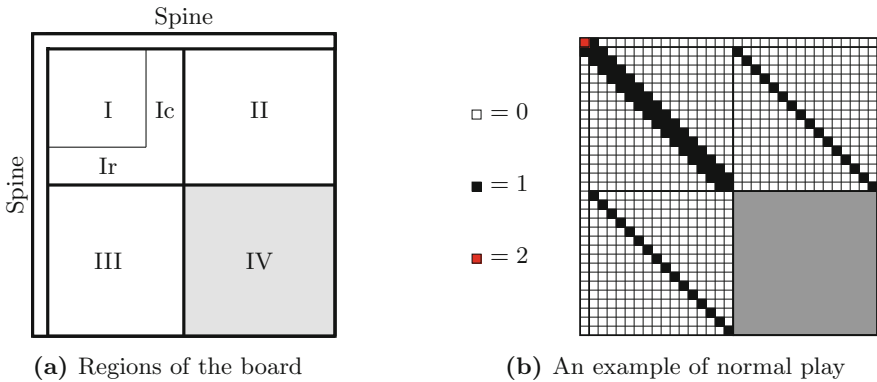 Spine
Spine
I
Ic
II
Ir
III
IV
(a) Regions of the board
= 0
= 1
= 2
(b) An example of normal play